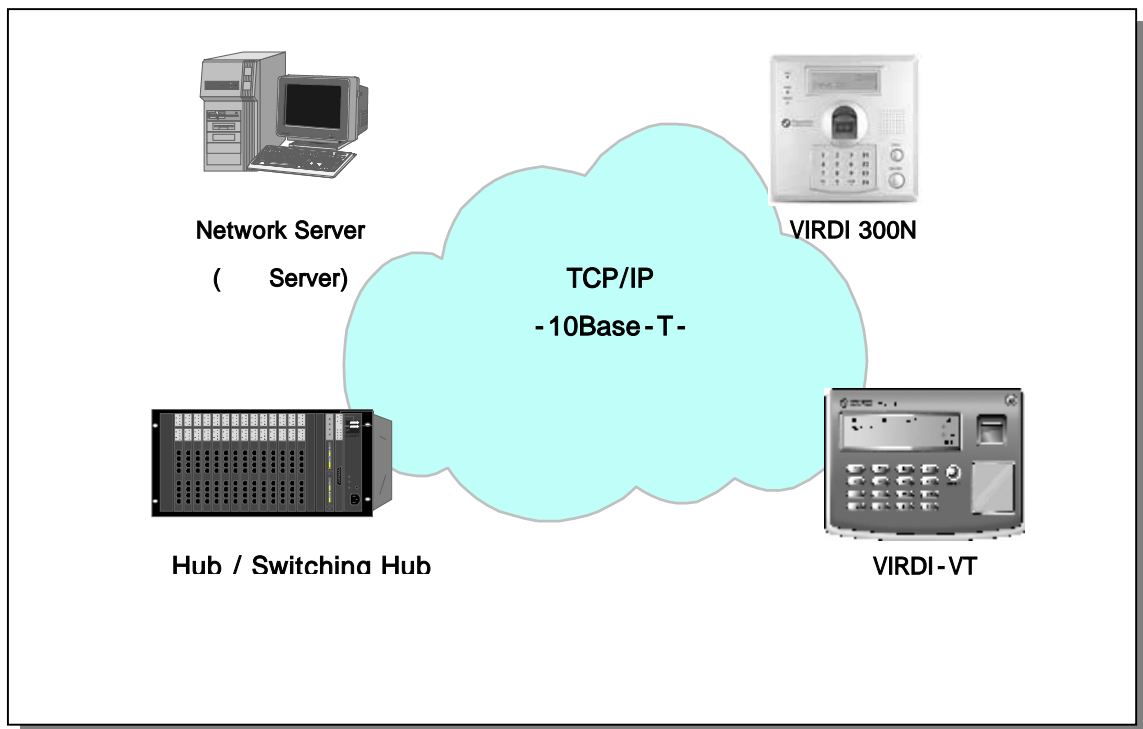 Network Server
VIRDI 300N
( Server)
TCP/IP
-10Base-T-
Hub / Switching Hub
VIRDI-VT